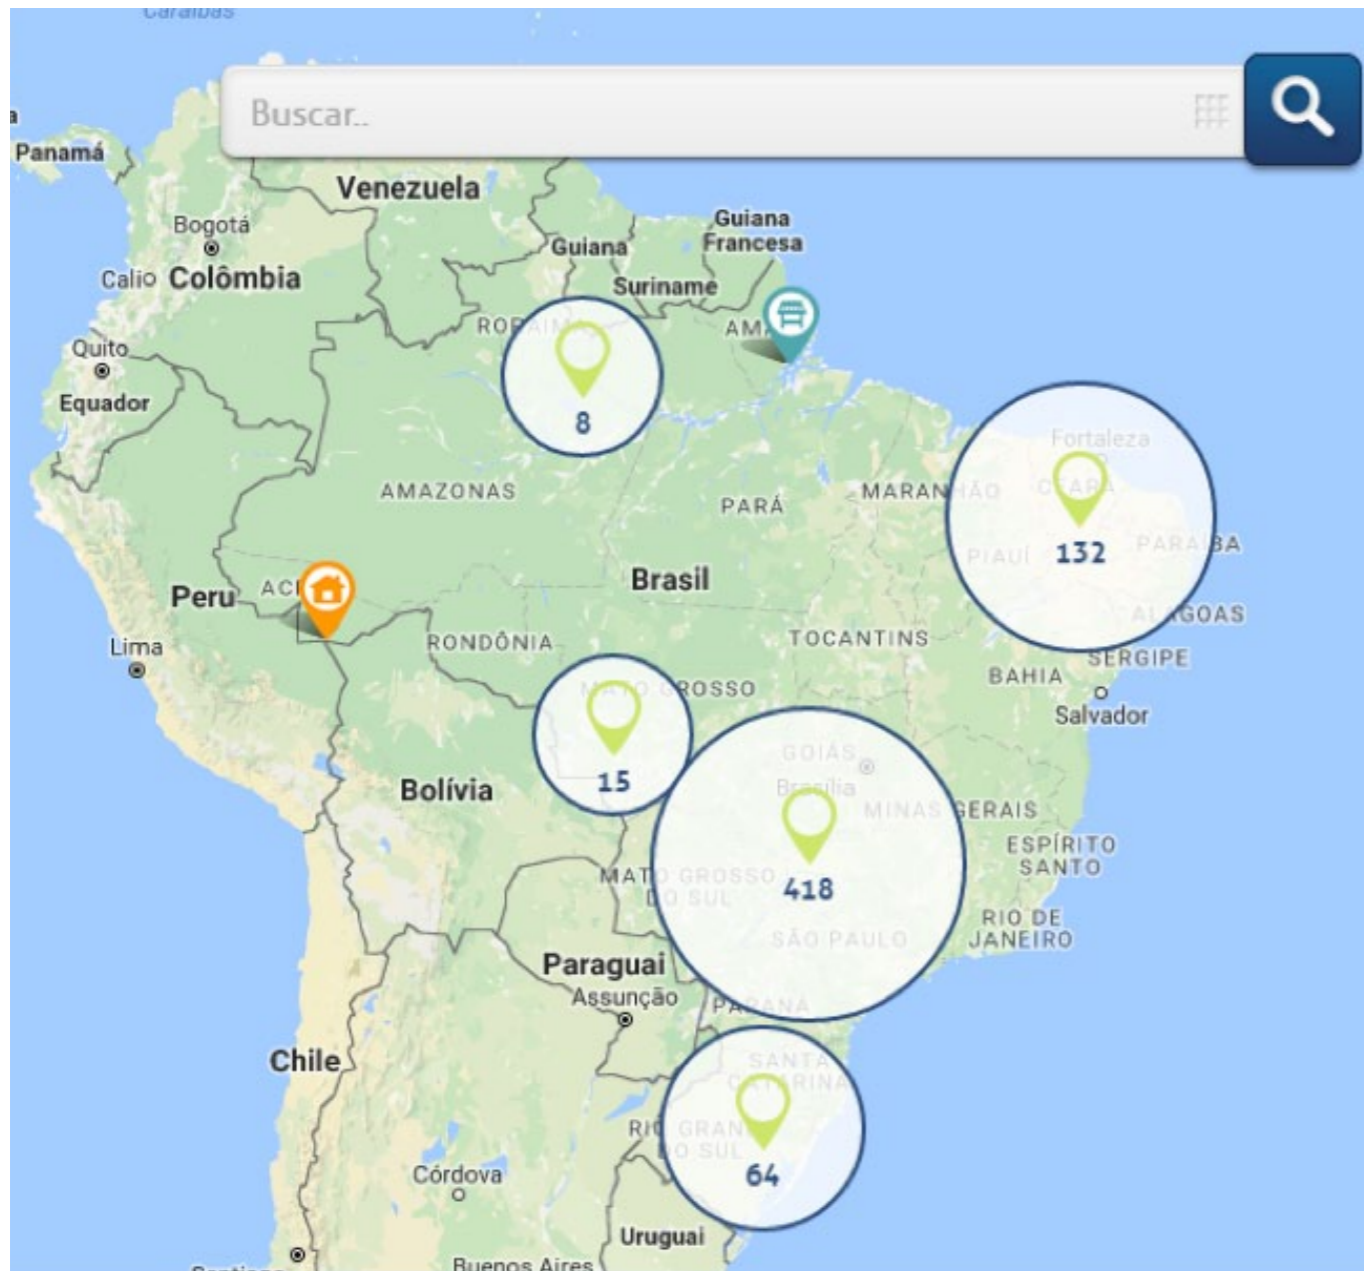 Caraíbas
Buscar..
Panamá
Venezuela
Bogotá
Guiana
Francesa
Guiana
Calio Colômbia
Suriname
RORAIMA
Quito
8
Equador
Fortaleza
AMAZONAS
PARÁ
MARANHÃO
CEARÁ
PIAUÍ
132
PARAÍBA
Peru
Brasil
ALAGOAS
Lima
RONDÔNIA
TOCANTINS
SERGIPE
BAHIA
MATO GROSSO
Salvador
GOIÁS
15
Bolívia
Brasília
MINAS GERAIS
ESPÍRITO
SANTO
MATO GROSSO
DO SUL
418
RIO DE
JANEIRO
SÃO PAULO
Paraguai
Assunção
PARANÁ
Chile
SANTA
CATARINA
RIO GRANDE
DO SUL
Córdova
64
Uruguai
Buenos Aires